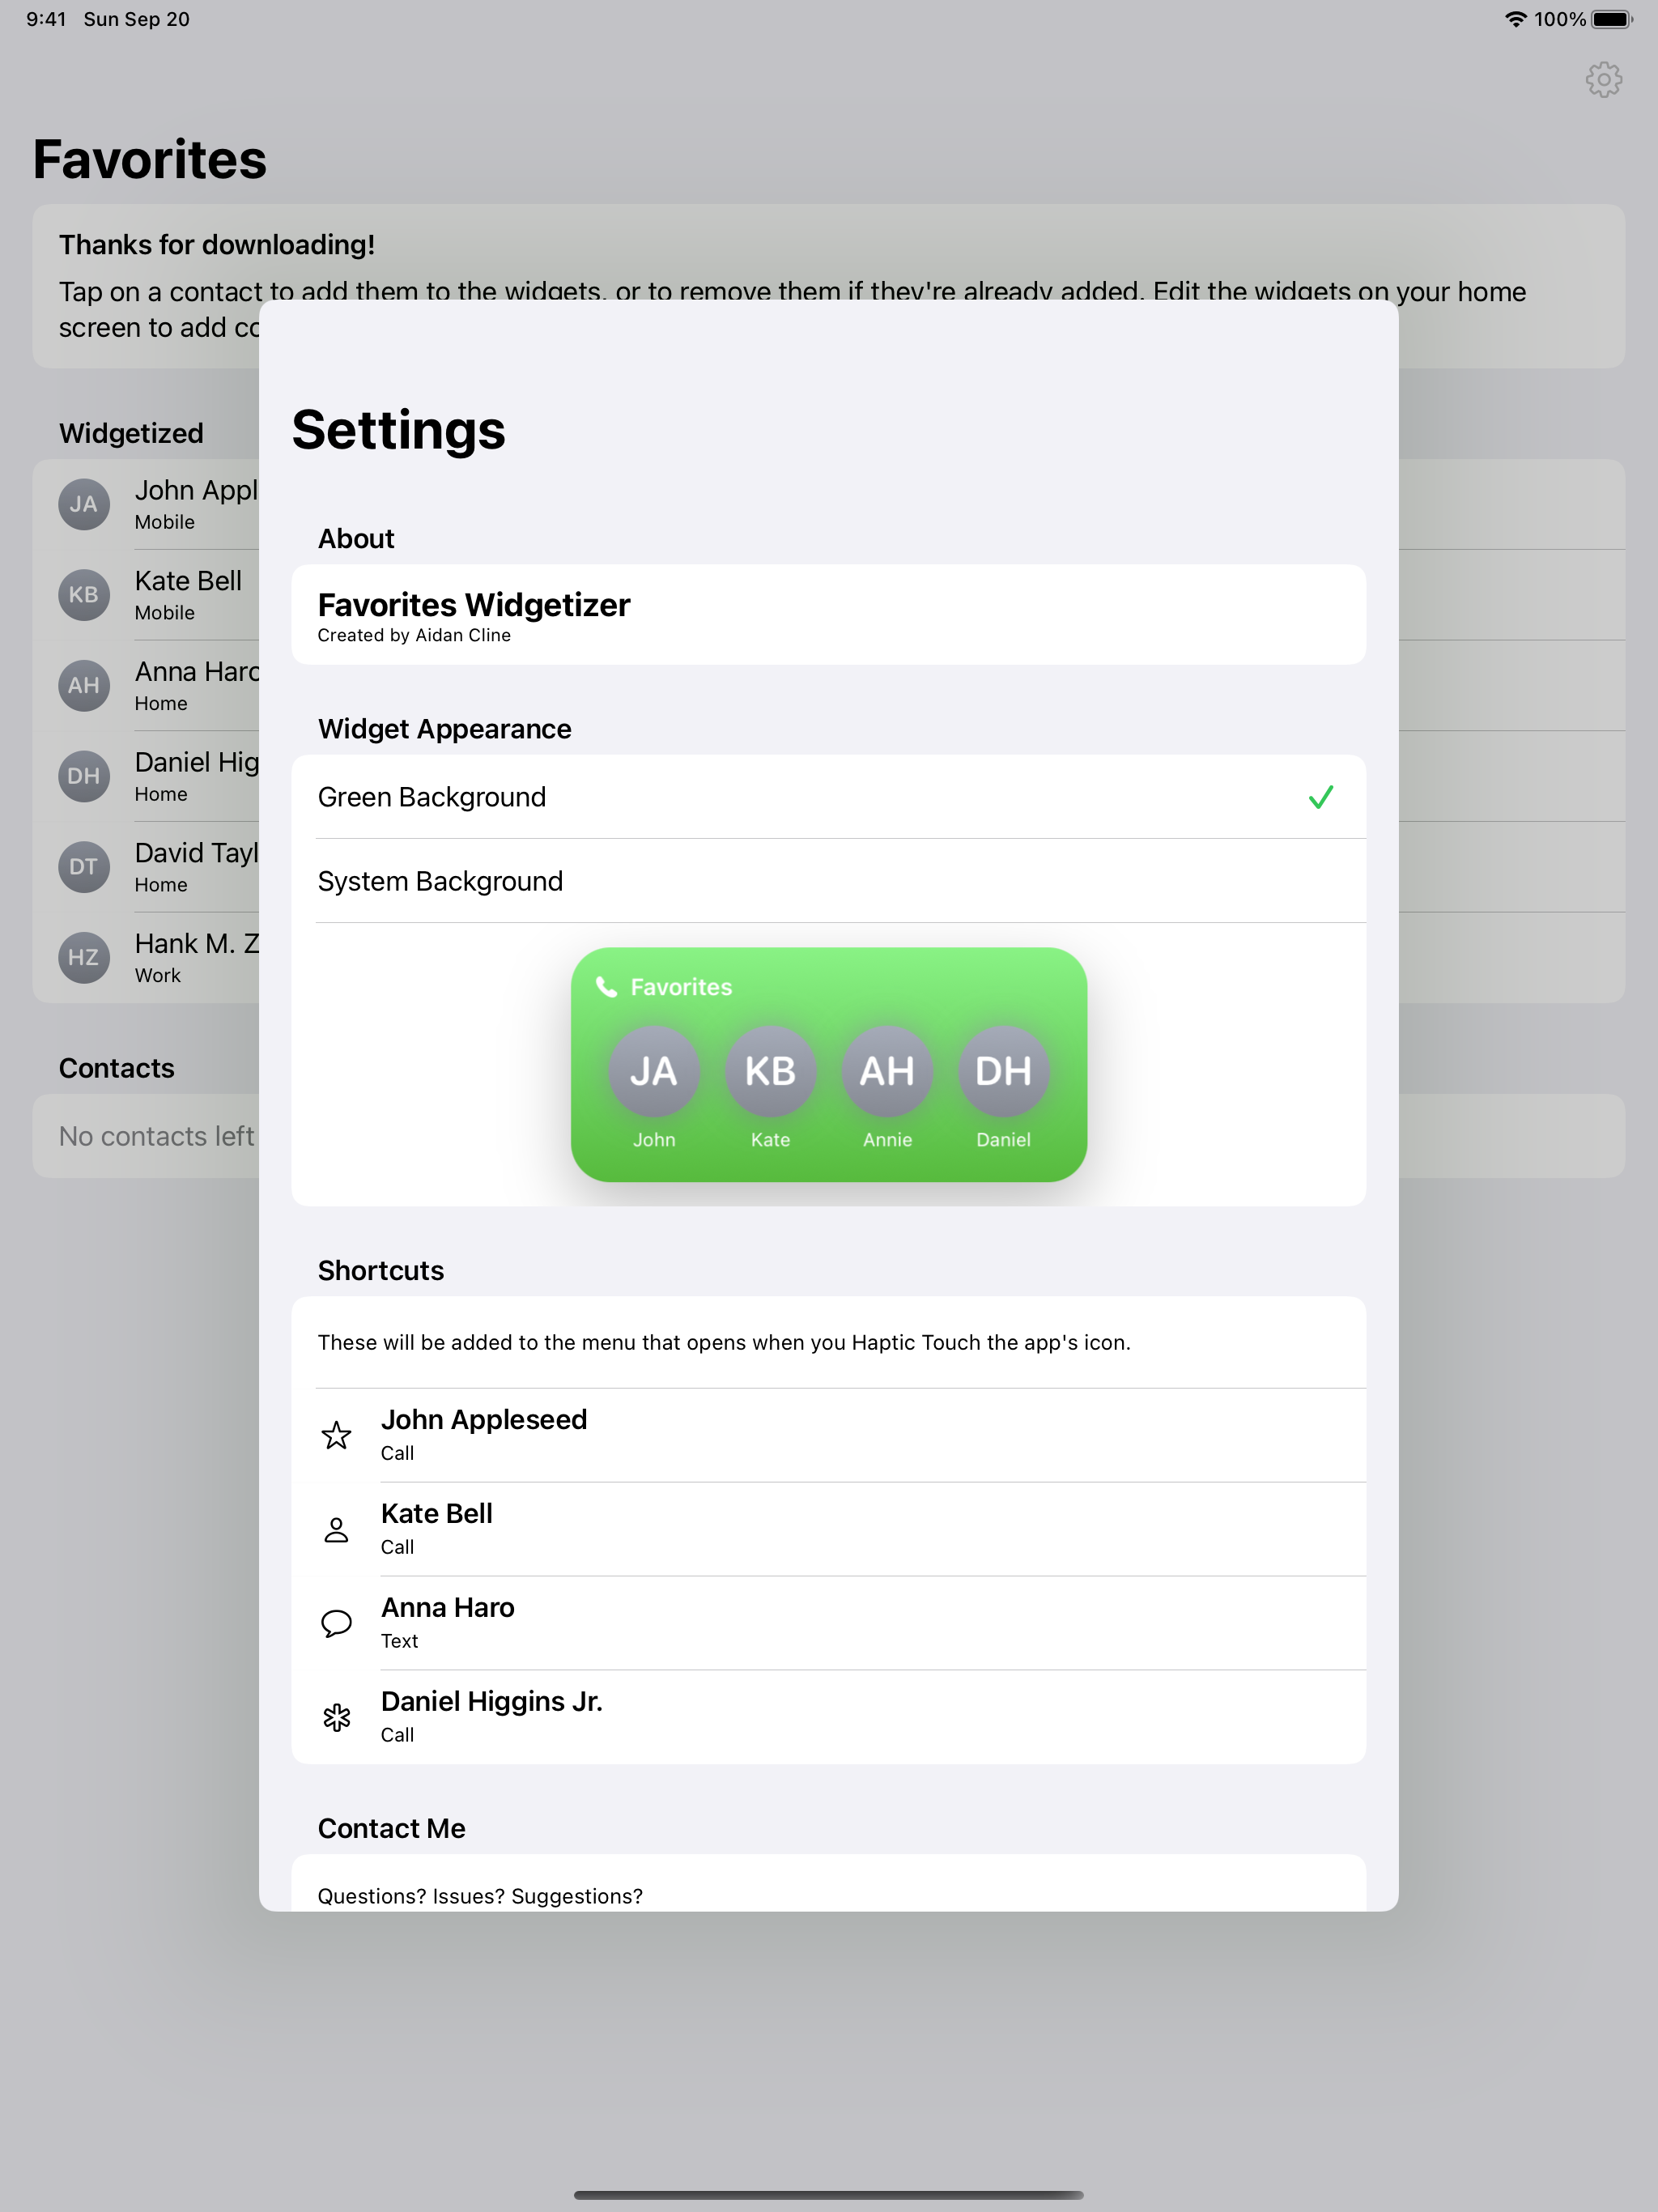 9:41 Sun Sep 20 100%
Favorites
Thanks for downloading!
Tap on a contact to add them to the widgets, or to remove them if they're already added. Edit the widgets on your home
screen to add
Settings
Widgetized
JA John
Mobile
KB Kate Bell
Mobile
AH Anna Haro
Home
DH Daniel
Home
DT David
Home
HZ Hank M.
Work
Contacts
No contacts left
About
Favorites Widgetizer
Created by Aidan Cline
Widget Appearance
Green Background
System Background
Favorites
JA KB AH DH
John Kate Annie Daniel
Shortcuts
These will be added to the menu that opens when you Haptic Touch the app's icon.
John Appleseed
Call
Kate Bell
Call
Anna Haro
Text
Daniel Higgins Jr.
Call
Contact Me
Questions? Issues? Suggestions?